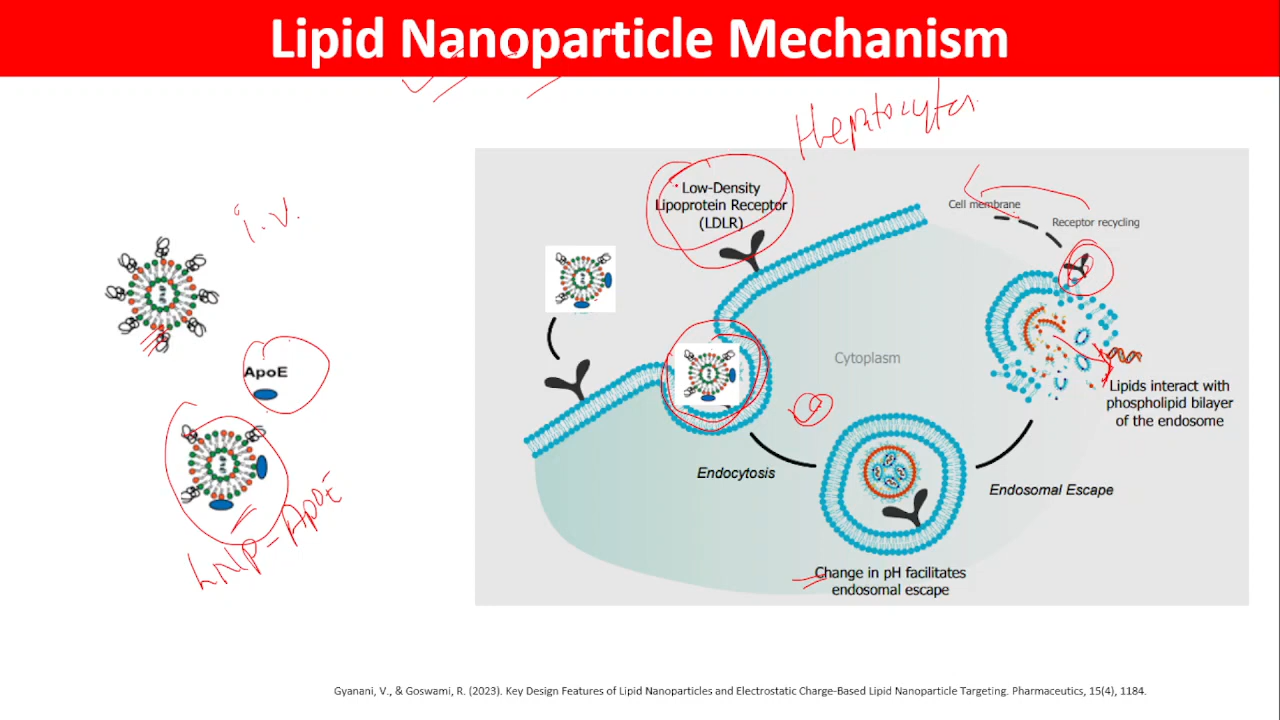 Lipid Nanoparticle Mechanism
Hepatocytes
i.v.
Low-Density
Lipoprotein Receptor
(LDLR)
Cell membrane
Receptor recycling
ApoE
Cytoplasm
Lipids interact with
phospholipid bilayer
of the endosome
Endocytosis
Endosomal Escape
LNP-ApoE
Change in pH facilitates
endosomal escape
Gyanani, V., & Goswami, R. (2023). Key Design Features of Lipid Nanoparticles and Electrostatic Charge-Based Lipid Nanoparticle Targeting. Pharmaceutics, 15(4), 1184.